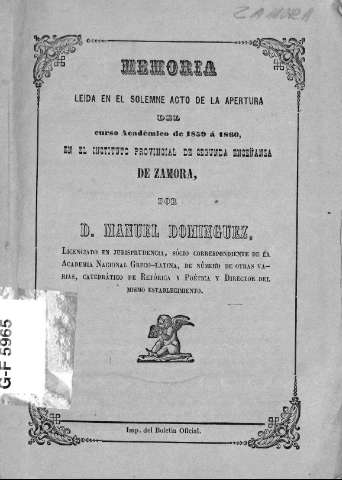 ZAMORA
MEMORIA
LEIDA EN EL SOLEMNE ACTO DE LA APERTURA
DEL
curso Académico de 1859 á 1860,
EN EL INSTITUTO PROVINCIAL DE SEGUNDA ENSEÑANZA
DE ZAMORA,
POR
D. MANUEL DOMINGUEZ,
LICENCIADO EN JURISPRUDENCIA, SÓCIO CORRESPONDIENTE DE LA
ACADEMIA NACIONAL GRECO-LATINA, DE NÚMERO DE OTRAS VA-
RIAS, CATEDRÁTICO DE RETÓRICA Y POÉTICA Y DIRECTOR DEL
MISMO ESTABLECIMIENTO.
G-F 5965
Imp. del Boletin Oficial.